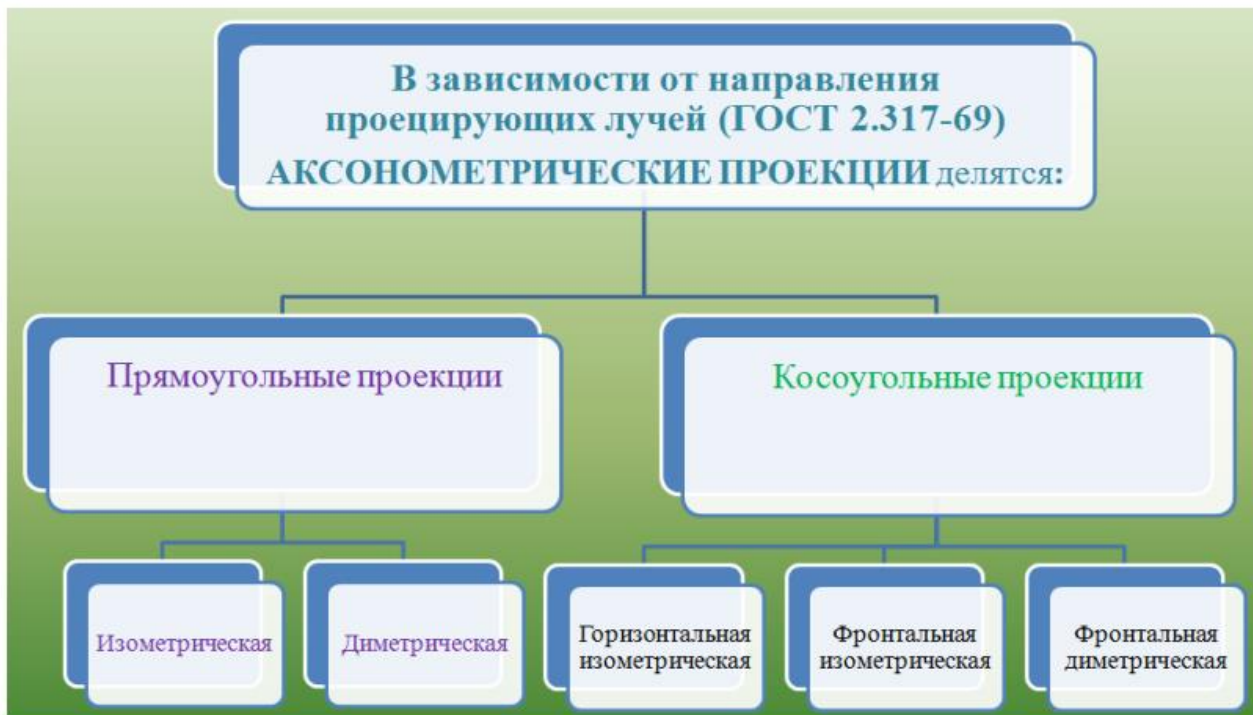 В зависимости от направления
проецирующих лучей (ГОСТ 2.317-69)
АКСОНОМЕТРИЧЕСКИЕ ПРОЕКЦИИ делятся:
Прямоугольные проекции
Косоугольные проекции
Изометрическая
Диметрическая
Горизонтальная
изометрическая
Фронтальная
изометрическая
Фронтальная
диметрическая